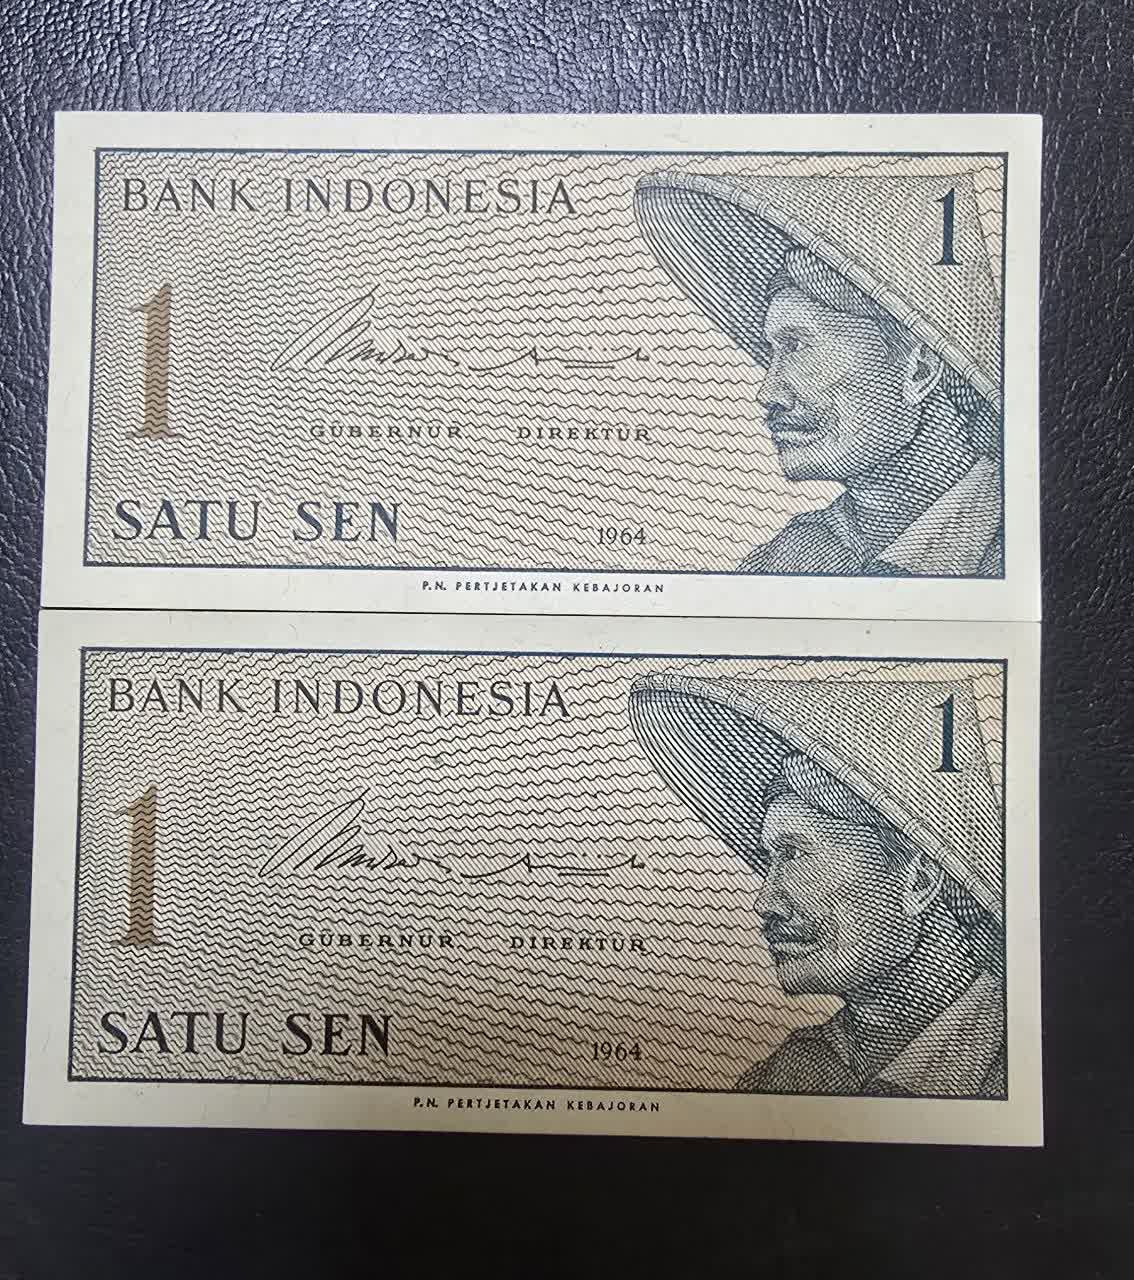 BANK INDONESIA
1
1
GUBERNUR DIREKTUR
SATU SEN
1964
P.N. PERTJETAKAN KEBAJORAN
BANK INDONESIA
1
1
GUBERNUR DIREKTUR
SATU SEN
1964
P.N. PERTJETAKAN KEBAJORAN